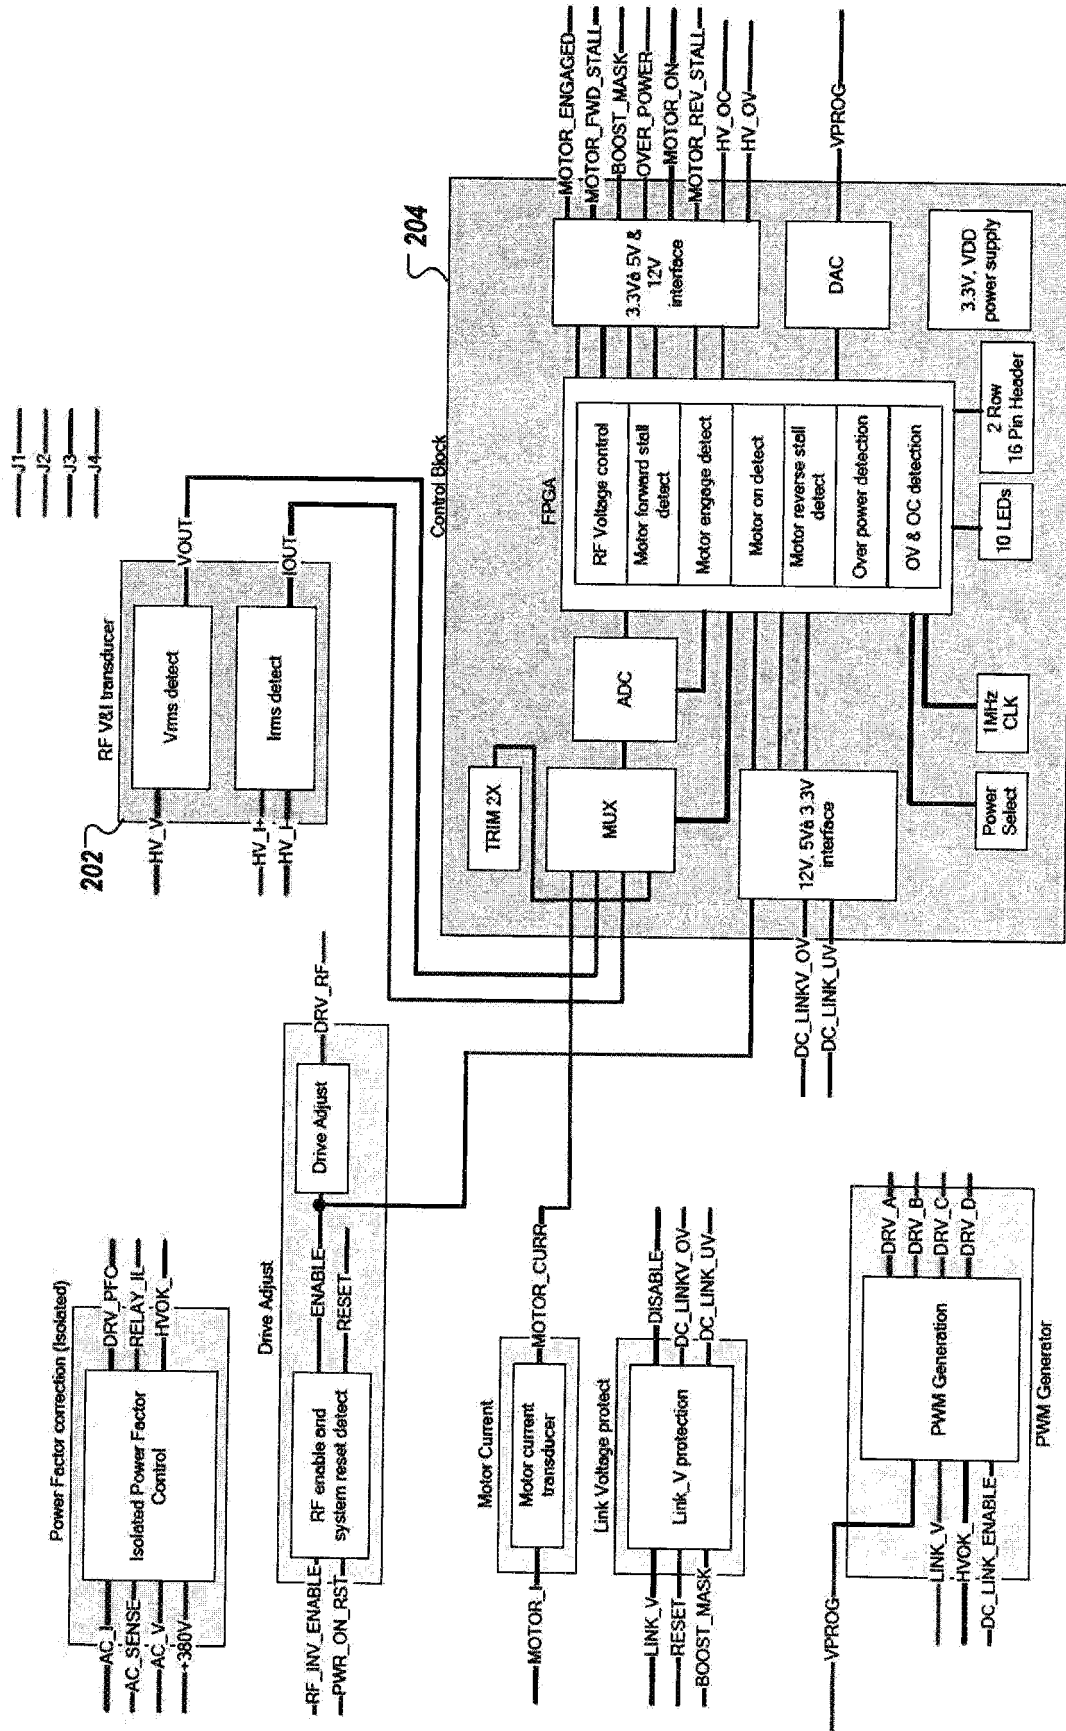 Power Factor correction (Isolated)
AC_I
AC_SENSE
AC_V
+380V
Isolated Power Factor
Control
DRV_PFC
RELAY_IL
HVOK_
Drive Adjust
RF_INV_ENABLE
PWR_ON_RST
RF enable and
system reset detect
ENABLE
RESET
Drive Adjust
DRV_RF
Motor Current
MOTOR_I
Motor current
transducer
MOTOR_CURR
Link Voltage protect
LINK_V
RESET
BOOST_MASK
Link_V protection
DISABLE
DC_LINKV_OV
DC_LINK_UV
VPROG
LINK_V
HVOK_
DC_LINK_ENABLE
PWM Generation
DRV_A
DRV_B
DRV_C
DRV_D
PWM Generator
202
RF V&I transducer
HV_V
HV_I+
HV_I-
Vrms detect
Irms detect
VOUT
IOUT
J1
J2
J3
J4
204
Control Block
TRIM 2X
MUX
ADC
DC_LINKV_OV
DC_LINK_UV
12V, 5Và 3.3V
interface
Power
Select
1MHz
CLK
FPGA
RF Voltage control
Motor forward stall
detect
Motor engage detect
Motor on detect
Motor reverse stall
detect
Over power detection
OV & OC detection
10 LEDs
2 Row
16 Pin Header
3.3Và 5V &
12V
interface
DAC
3.3V, VDD
power supply
MOTOR_ENGAGED
MOTOR_FWD_STALL
BOOST_MASK
OVER_POWER
MOTOR_ON
MOTOR_REV_STALL
HV_OC
HV_OV
VPROG